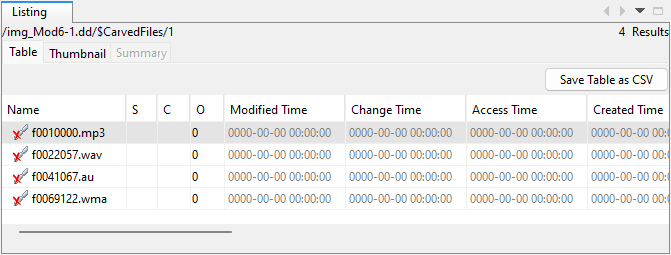 Listing
/img_Mod6-1.dd/$CarvedFiles/1 4 Results
Table Thumbnail Summary
Save Table as CSV
Name S C O Modified Time Change Time Access Time Created Time
f0010000.mp3 0 0000-00-00 00:00:00 0000-00-00 00:00:00 0000-00-00 00:00:00 0000-00-00 00:00:00
f0022057.wav 0 0000-00-00 00:00:00 0000-00-00 00:00:00 0000-00-00 00:00:00 0000-00-00 00:00:00
f0041067.au 0 0000-00-00 00:00:00 0000-00-00 00:00:00 0000-00-00 00:00:00 0000-00-00 00:00:00
f0069122.wma 0 0000-00-00 00:00:00 0000-00-00 00:00:00 0000-00-00 00:00:00 0000-00-00 00:00:00